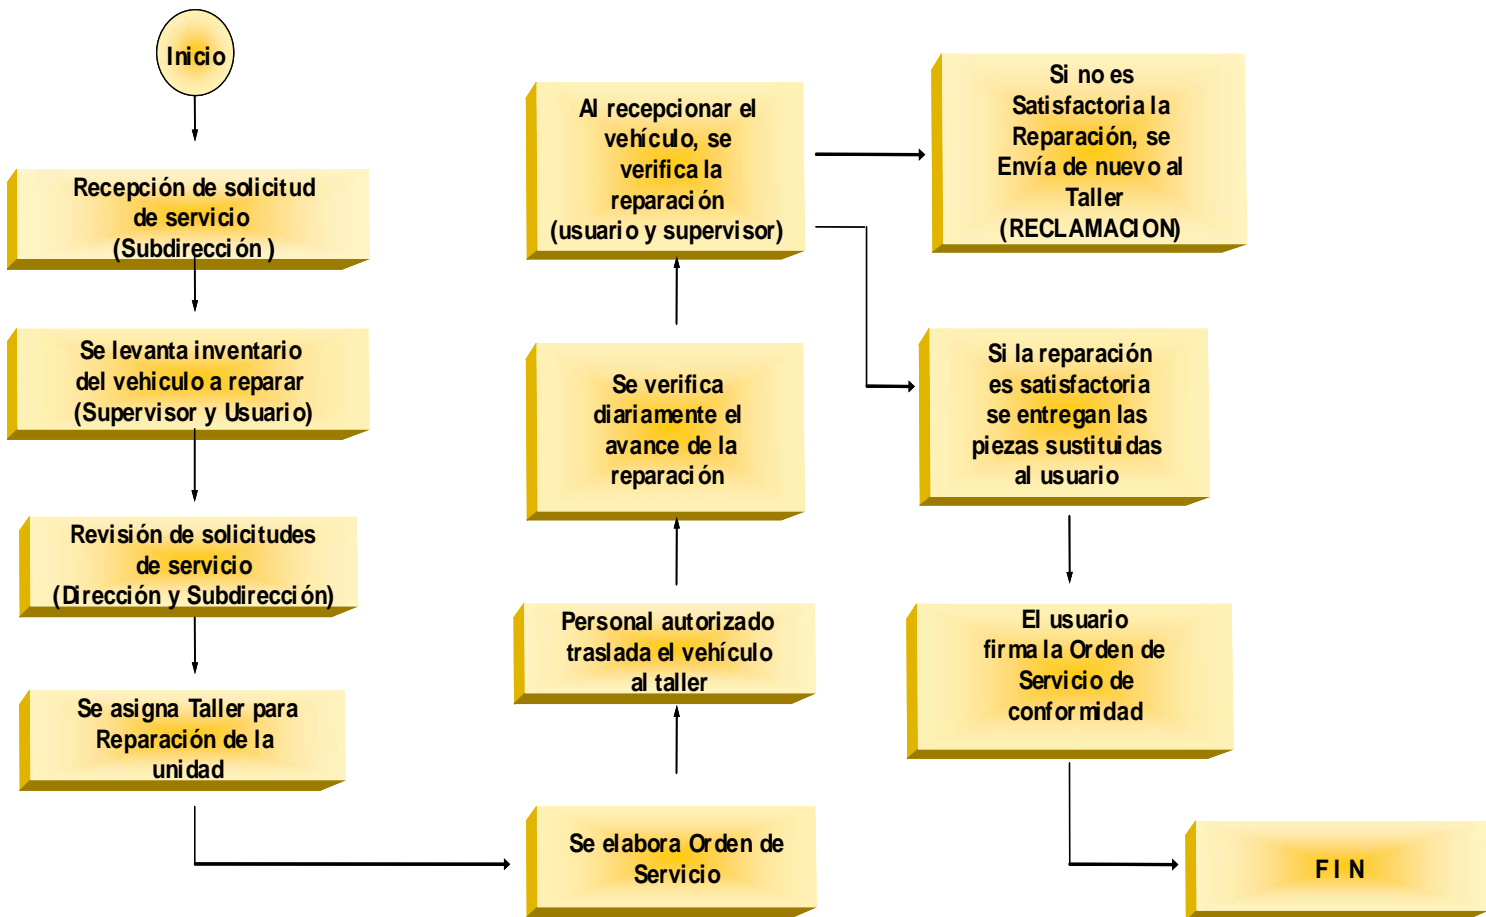 Inicio
Recepción de solicitud
de servicio
(Subdirección )
Se levanta inventario
del vehiculo a reparar
(Supervisor y Usuario)
Revisión de solicitudes
de servicio
(Dirección y Subdirección)
Se asigna Taller para
Reparación de la
unidad
Se elabora Orden de
Servicio
Personal autorizado
traslada el vehículo
al taller
Se verifica
diariamente el
avance de la
reparación
Al recepcionar el
vehículo, se
verifica la
reparación
(usuario y supervisor)
Si no es
Satisfactoria la
Reparación, se
Envía de nuevo al
Taller
(RECLAMACION)
Si la reparación
es satisfactoria
se entregan las
piezas sustituidas
al usuario
El usuario
firma la Orden de
Servicio de
conformidad
F I N